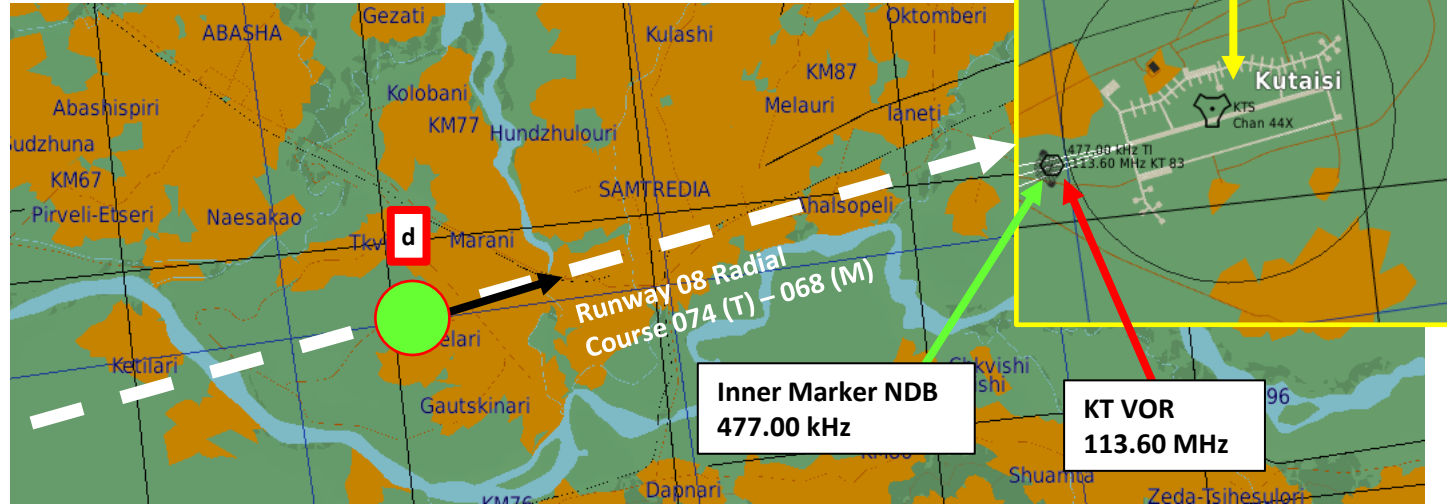 Gezati
ABASHA
Kulashi
Oktomberi
KM87
Kolobani
Melauri
Ianeti
Abashispiri
KM77
Hundzhulouri
KM67
SAMTREDIA
Pirveli-Etseri
Naesakao
d
Marani
Ketilari
Gautskinari
Runway 08 Radial
Course 074 (T) – 068 (M)
Kutaisi
KTS
Chan 44X
477.00 kHz TI
113.60 MHz KT 83
Inner Marker NDB
477.00 kHz
KT VOR
113.60 MHz
96
KM76
Dapnari
Shuamta
Zeda-Tsihesulori